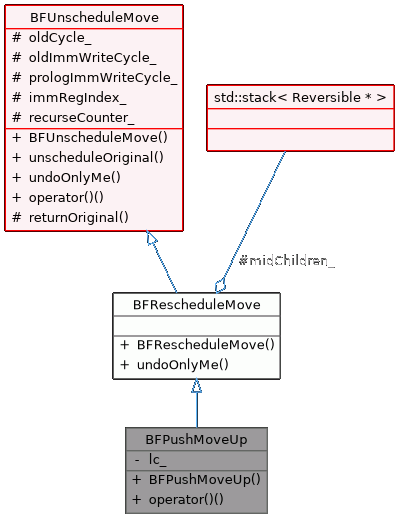 BFUnscheduleMove
# oldCycle_
# oldImmWriteCycle_
# prologImmWriteCycle_
# immRegIndex_
# recurseCounter_
+ BFUnscheduleMove()
+ unscheduleOriginal()
+ undoOnlyMe()
+ operator()()
# returnOriginal()
std::stack< Reversible * >
#midChildren_
BFRescheduleMove
+ BFRescheduleMove()
+ undoOnlyMe()
BFPushMoveUp
- lc_
+ BFPushMoveUp()
+ operator()()